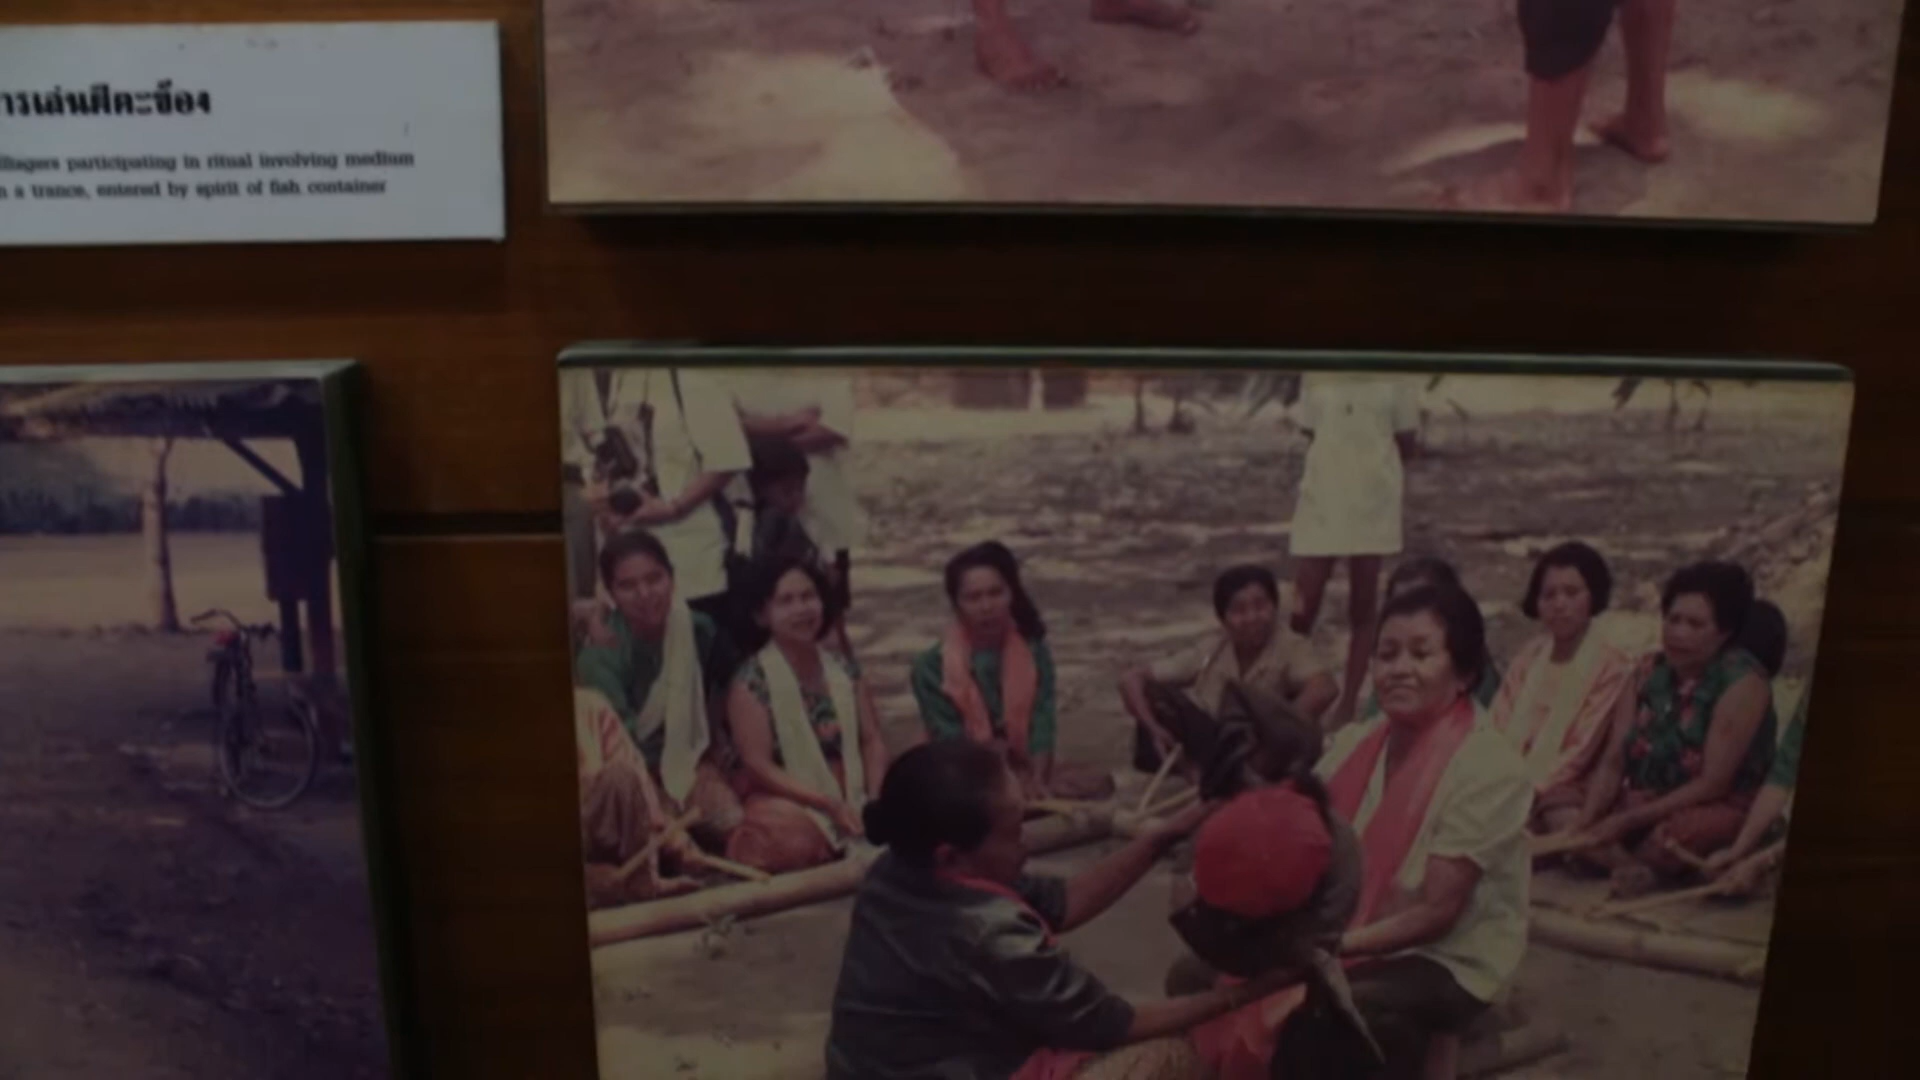 ารเล่นผีตะข้อง
illagers participating in ritual involving medium
n a trance, entered by spirit of fish container